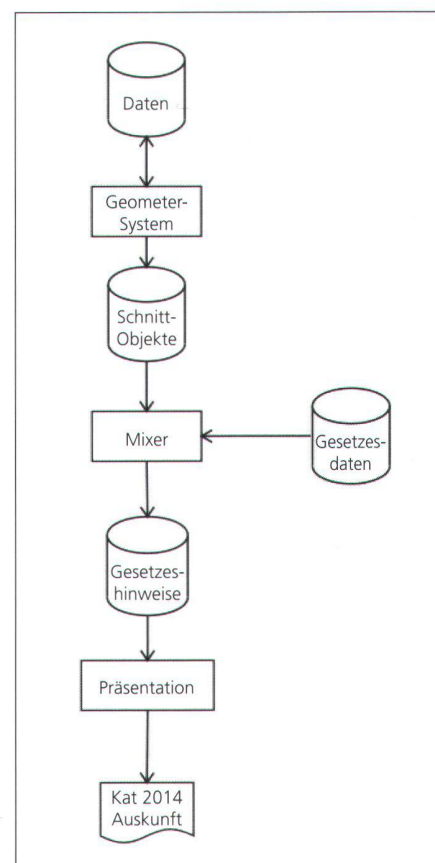 Daten
Geometer-
System
Schnitt-
Objekte
Mixer
Gesetzes-
daten
Gesetzes-
hinweise
Präsentation
Kat 2014
Auskunft